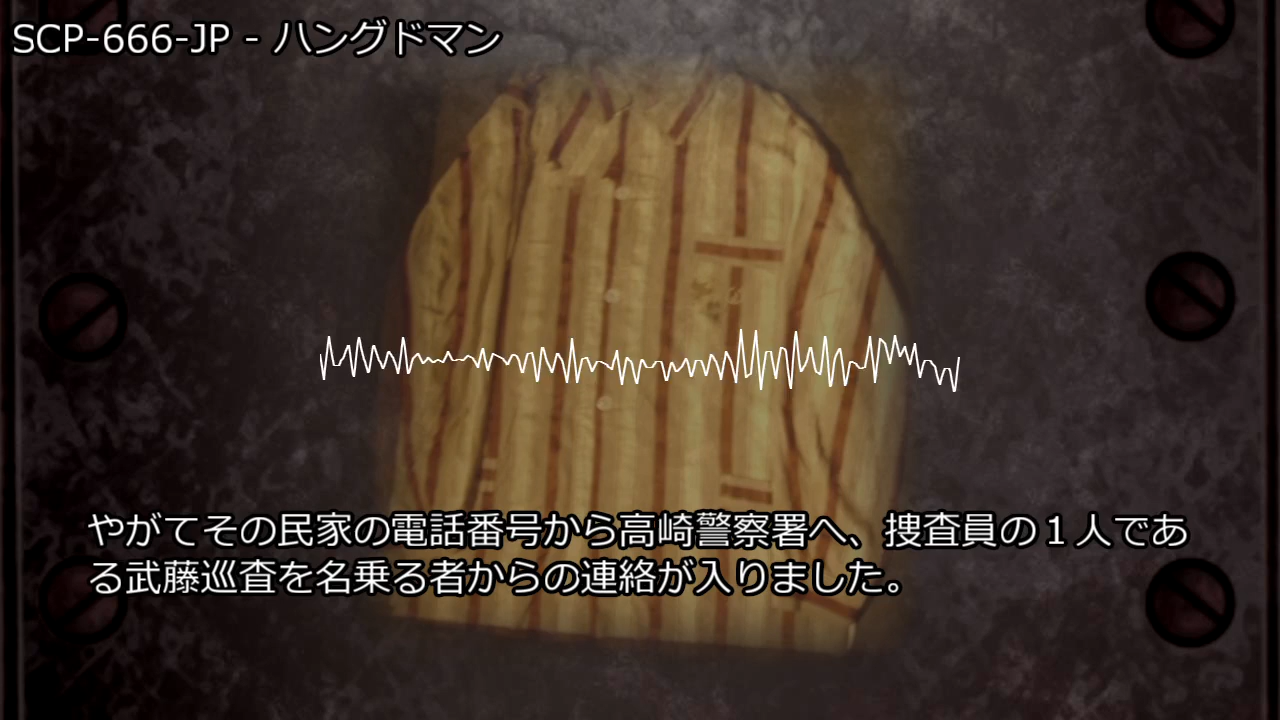 SCP-666-JP - ハングドマン
やがてその民家の電話番号から高崎警察署へ、捜査員の１人であ
る武藤巡査を名乗る者からの連絡が入りました。